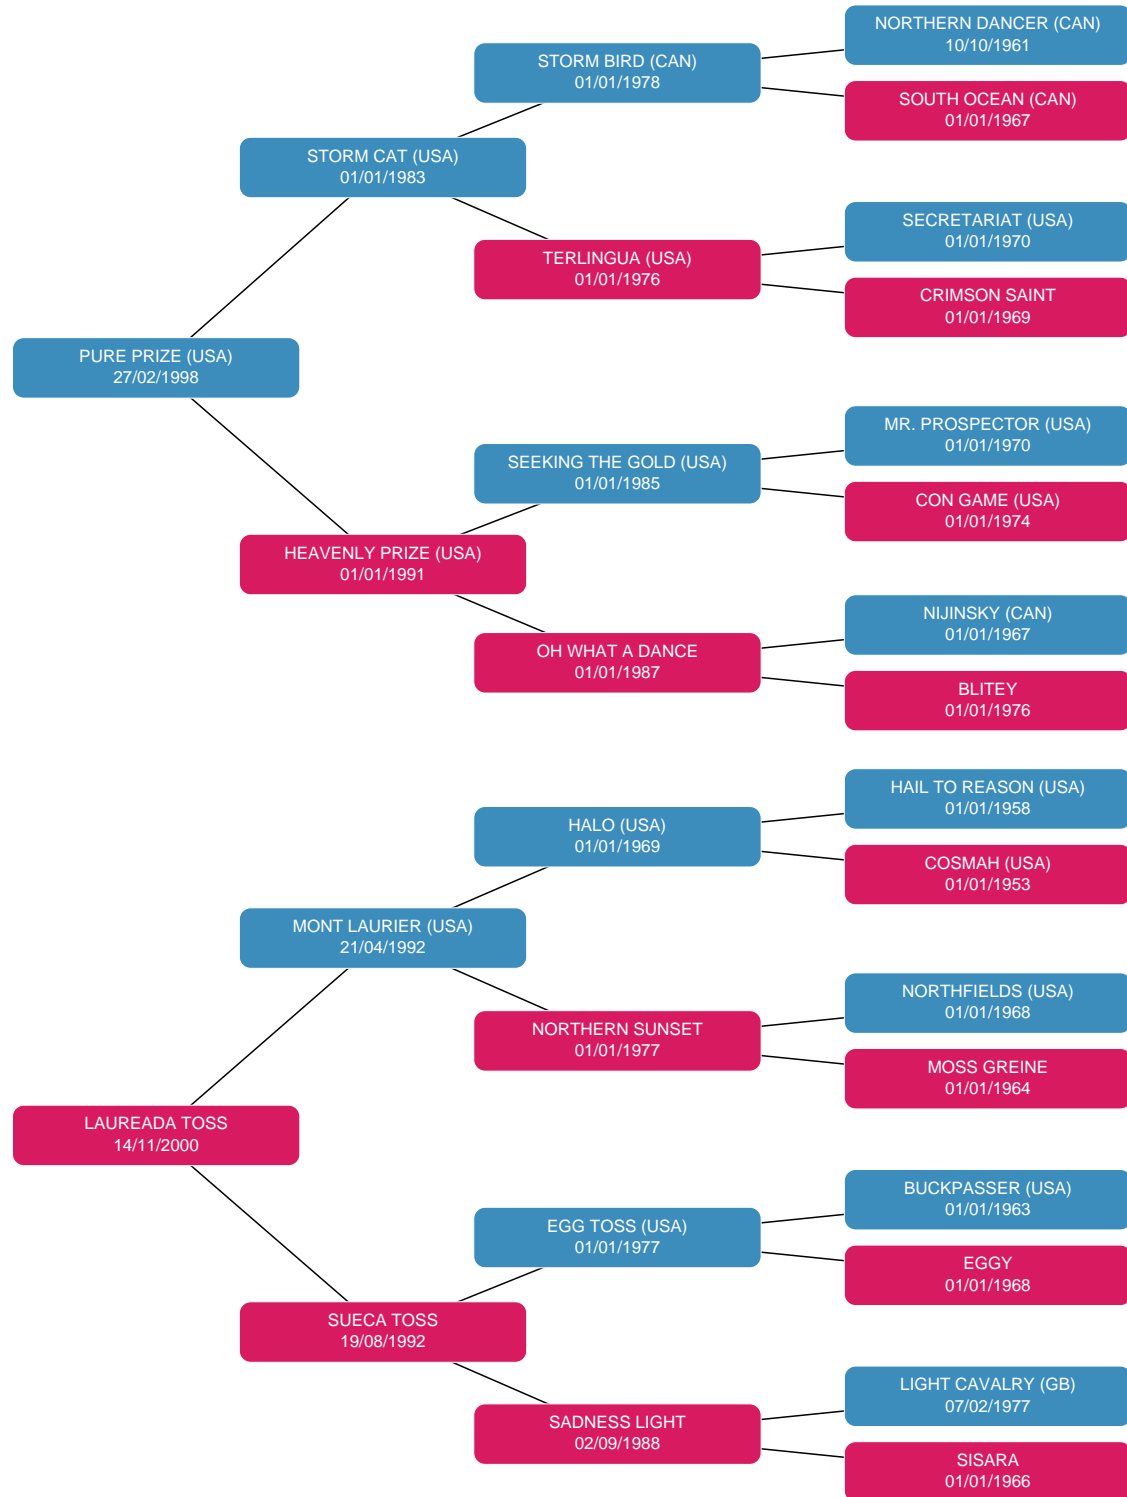 NORTHERN DANCER (CAN)
10/10/1961
STORM BIRD (CAN)
01/01/1978
SOUTH OCEAN (CAN)
01/01/1967
STORM CAT (USA)
01/01/1983
SECRETARIAT (USA)
01/01/1970
TERLINGUA (USA)
01/01/1976
CRIMSON SAINT
01/01/1969
PURE PRIZE (USA)
27/02/1998
MR. PROSPECTOR (USA)
01/01/1970
SEEKING THE GOLD (USA)
01/01/1985
CON GAME (USA)
01/01/1974
HEAVENLY PRIZE (USA)
01/01/1991
NIJINSKY (CAN)
01/01/1967
OH WHAT A DANCE
01/01/1987
BLITEY
01/01/1976
HAIL TO REASON (USA)
01/01/1958
HALO (USA)
01/01/1969
COSMAH (USA)
01/01/1953
MONT LAURIER (USA)
21/04/1992
NORTHFIELDS (USA)
01/01/1968
NORTHERN SUNSET
01/01/1977
MOSS GREINE
01/01/1964
LAUREADA TOSS
14/11/2000
BUCKPASSER (USA)
01/01/1963
EGG TOSS (USA)
01/01/1977
EGGY
01/01/1968
SUECA TOSS
19/08/1992
LIGHT CAVALRY (GB)
07/02/1977
SADNESS LIGHT
02/09/1988
SISARA
01/01/1966